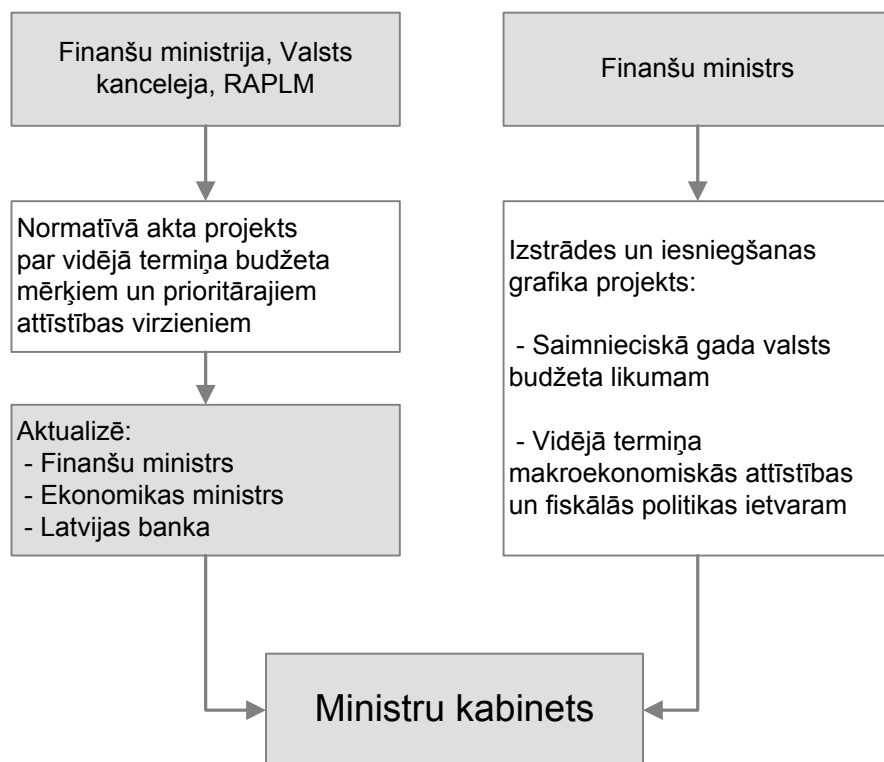 Finanšu ministrija, Valsts
kanceleja, RAPLM
Finanšu ministrs
Normatīvā akta projekts
par vidējā termiņa budžeta
mērķiem un prioritārajiem
attīstības virzieniem
Izstrādes un iesniegšanas
grafika projekts:
- Saimnieciskā gada valsts
budžeta likumam
- Vidējā termiņa
makroekonomiskās attīstības
un fiskālās politikas ietvaram
Aktualizē:
- Finanšu ministrs
- Ekonomikas ministrs
- Latvijas banka
Ministru kabinets